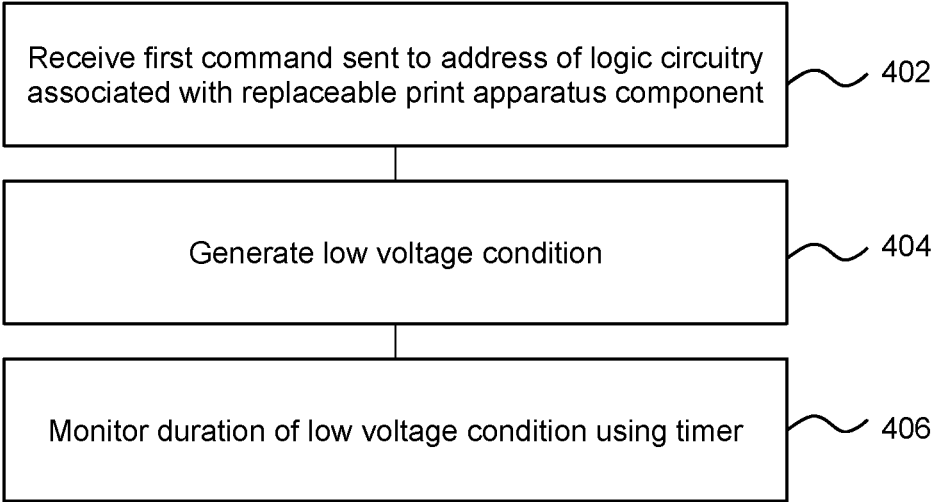 Receive first command sent to address of logic circuitry
associated with replaceable print apparatus component
402
Generate low voltage condition
404
Monitor duration of low voltage condition using timer
406